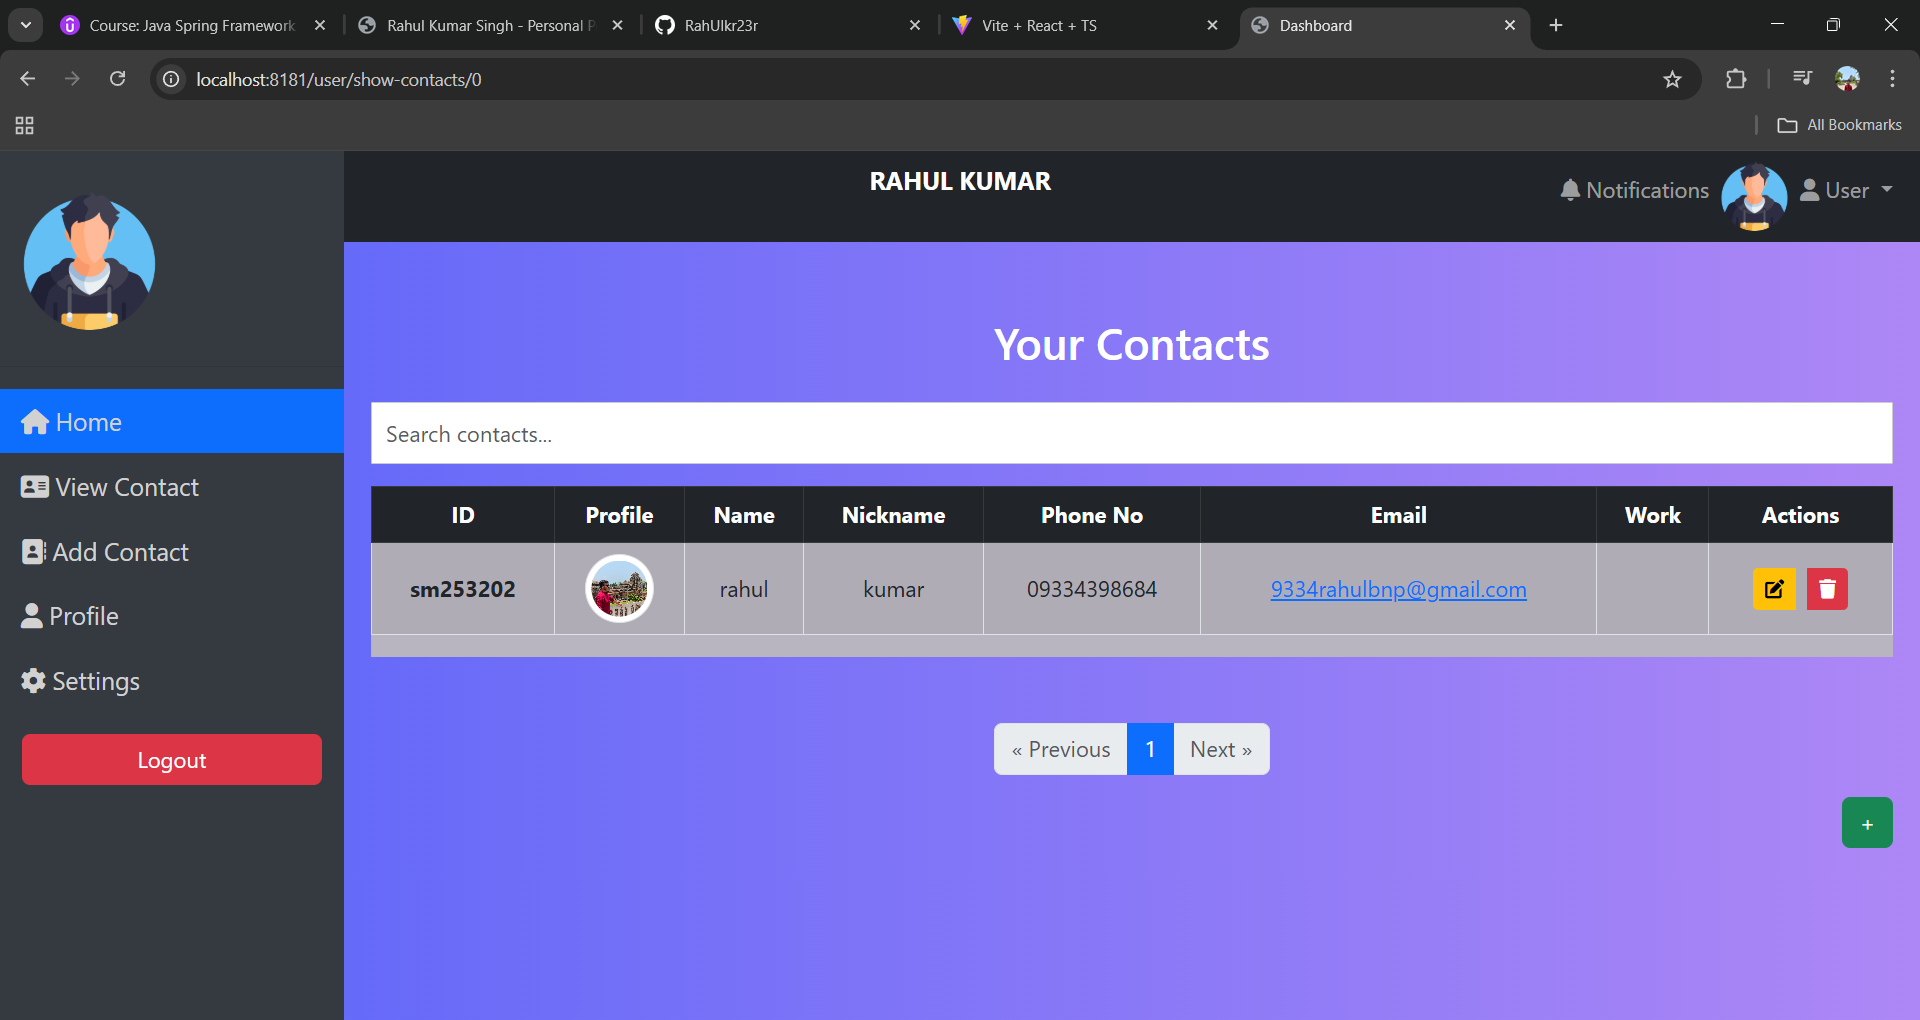 Course: Java Spring Framework
Rahul Kumar Singh - Personal P
RahUlkr23r
Vite + React + TS
Dashboard
localhost:8181/user/show-contacts/0
All Bookmarks
RAHUL KUMAR
Notifications
User
Your Contacts
Home
Search contacts...
View Contact
ID Profile Name Nickname Phone No Email Work Actions
Add Contact
sm253202 rahul kumar 09334398684 9334rahulbnp@gmail.com
Profile
Settings
Logout
« Previous 1 Next »
+